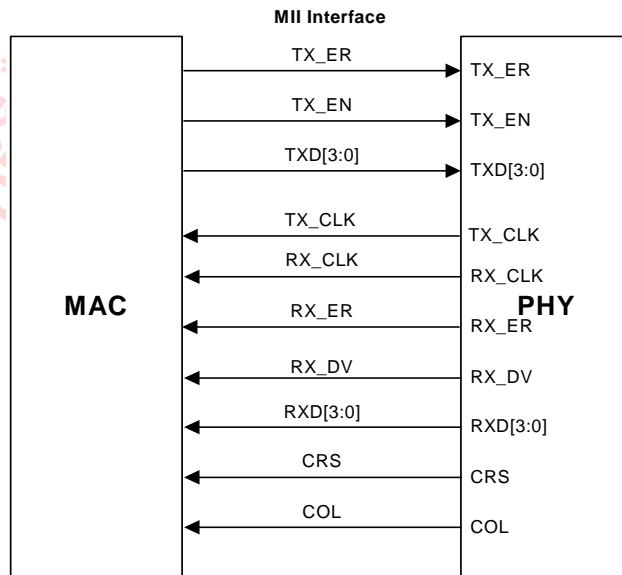 MII Interface
TX_ER
TX_ER
TX_EN
TX_EN
TXD[3:0]
TXD[3:0]
TX_CLK
TX_CLK
RX_CLK
RX_CLK
MAC
PHY
RX_ER
RX_ER
RX_DV
RX_DV
RXD[3:0]
RXD[3:0]
CRS
CRS
COL
COL